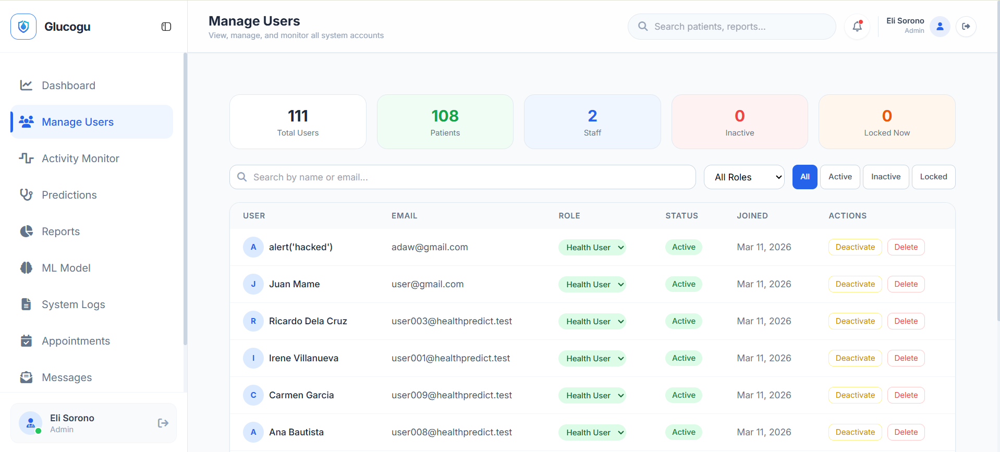 Glucogu
Manage Users
View, manage, and monitor all system accounts
Search patients, reports...
Eli Sorono
Admin
Dashboard
Manage Users
Activity Monitor
Predictions
Reports
ML Model
System Logs
Appointments
Messages
Eli Sorono
Admin
111
Total Users
108
Patients
2
Staff
0
Inactive
0
Locked Now
Search by name or email...
All Roles
All Active Inactive Locked
USER EMAIL ROLE STATUS JOINED ACTIONS
A alert('hacked') adaw@gmail.com Health User Active Mar 11, 2026 Deactivate Delete
J Juan Mame user@gmail.com Health User Active Mar 11, 2026 Deactivate Delete
R Ricardo Dela Cruz user003@healthpredict.test Health User Active Mar 11, 2026 Deactivate Delete
I Irene Villanueva user001@healthpredict.test Health User Active Mar 11, 2026 Deactivate Delete
C Carmen Garcia user009@healthpredict.test Health User Active Mar 11, 2026 Deactivate Delete
A Ana Bautista user008@healthpredict.test Health User Active Mar 11, 2026 Deactivate Delete